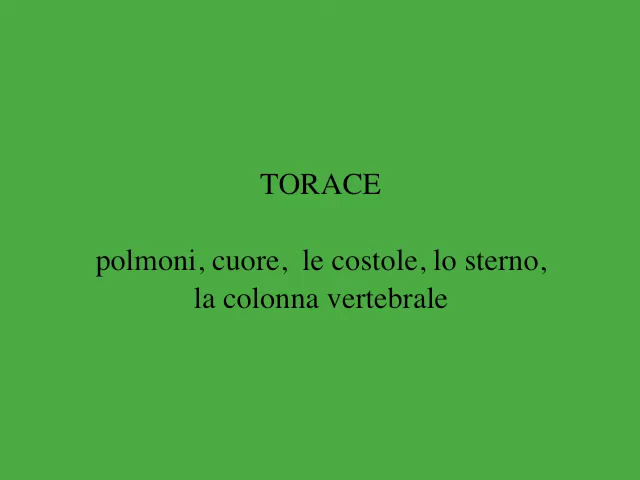 TORACE
polmoni, cuore,  le costole, lo sterno,
la colonna vertebrale